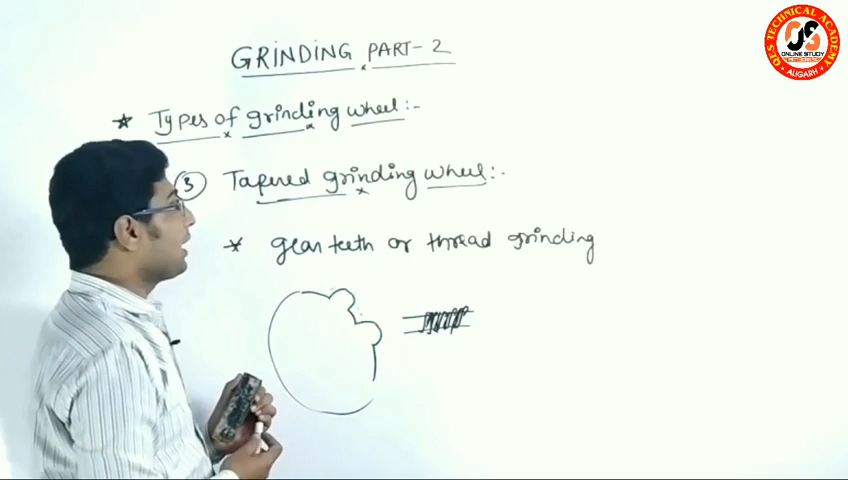 GRINDING PART-2
* Types of grinding wheel:-
3 Tapered grinding wheel:-
* gear teeth or thread grinding
QES TECHNICAL ACADEMY
ONLINE STUDY
ALIGARH